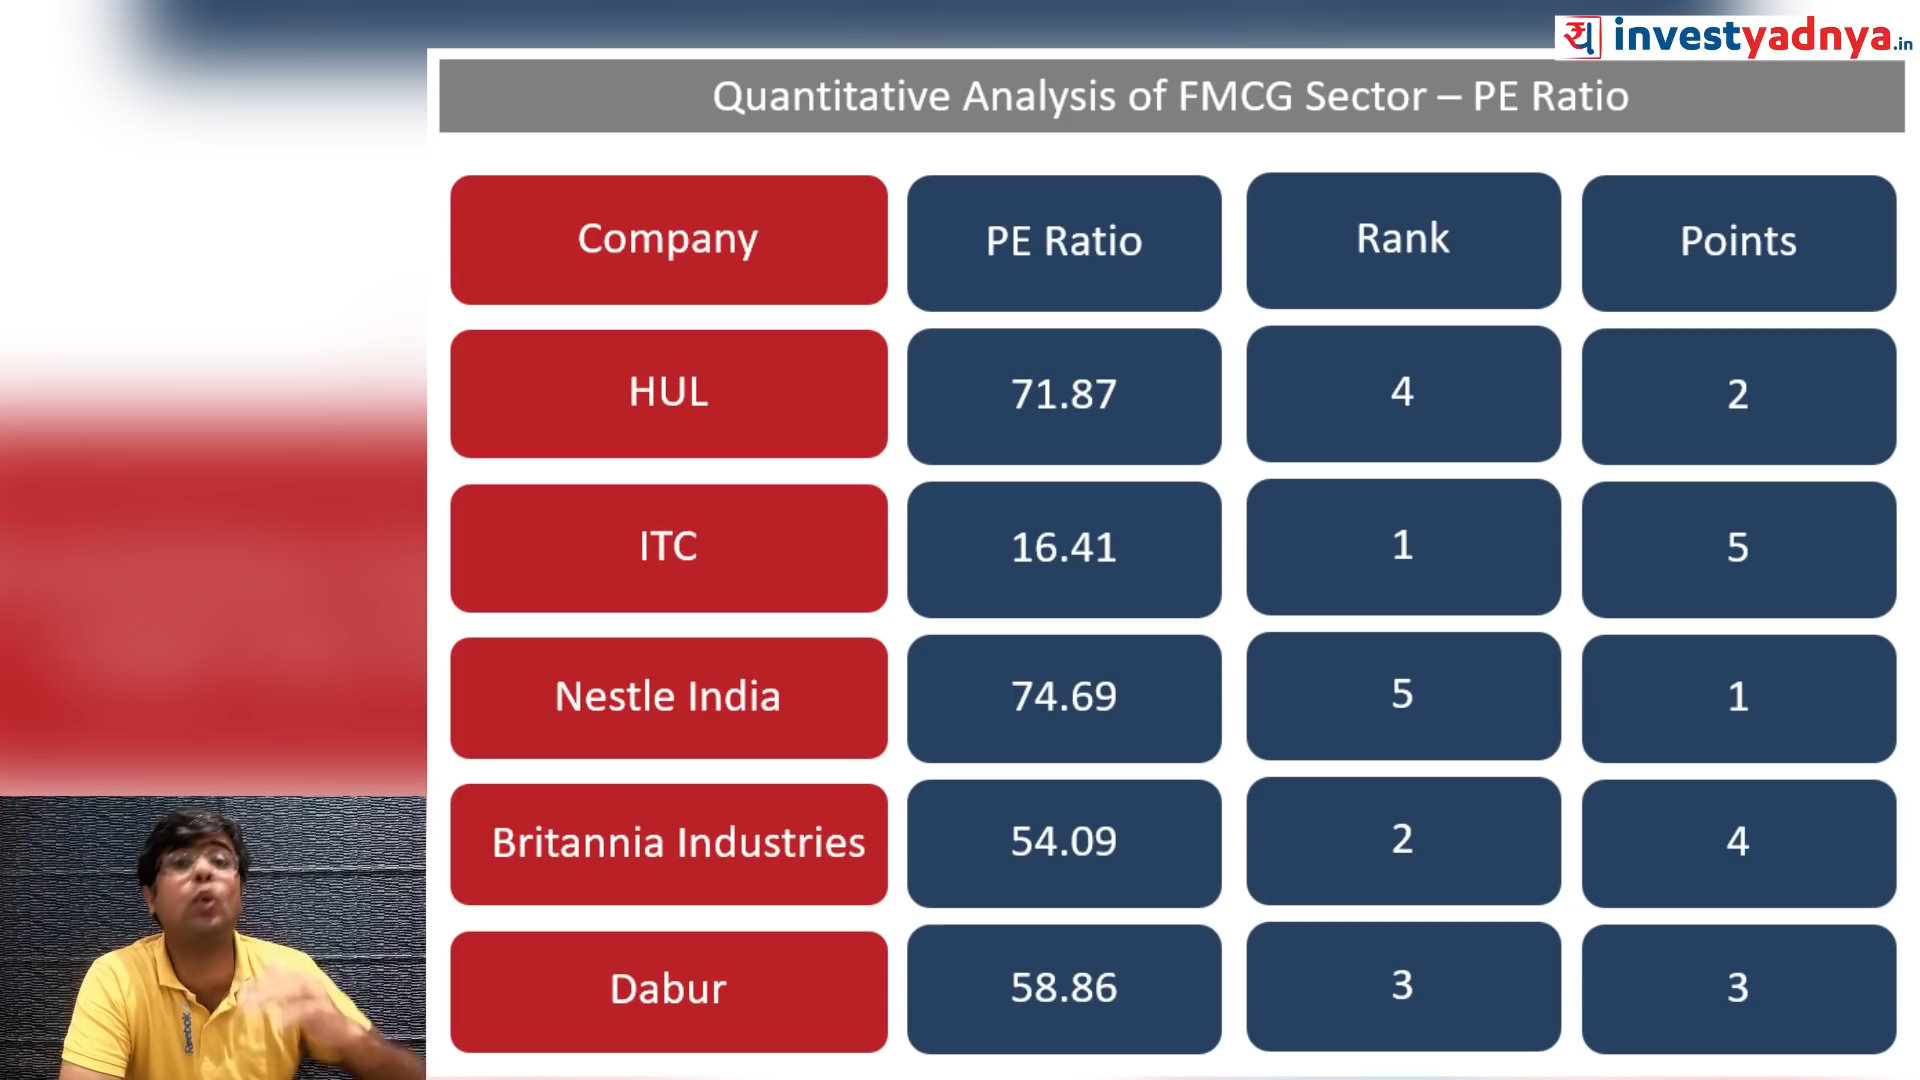 investyadnya.in
Quantitative Analysis of FMCG Sector – PE Ratio
Company PE Ratio Rank Points
HUL 71.87 4 2
ITC 16.41 1 5
Nestle India 74.69 5 1
Britannia Industries 54.09 2 4
Dabur 58.86 3 3
Reebok